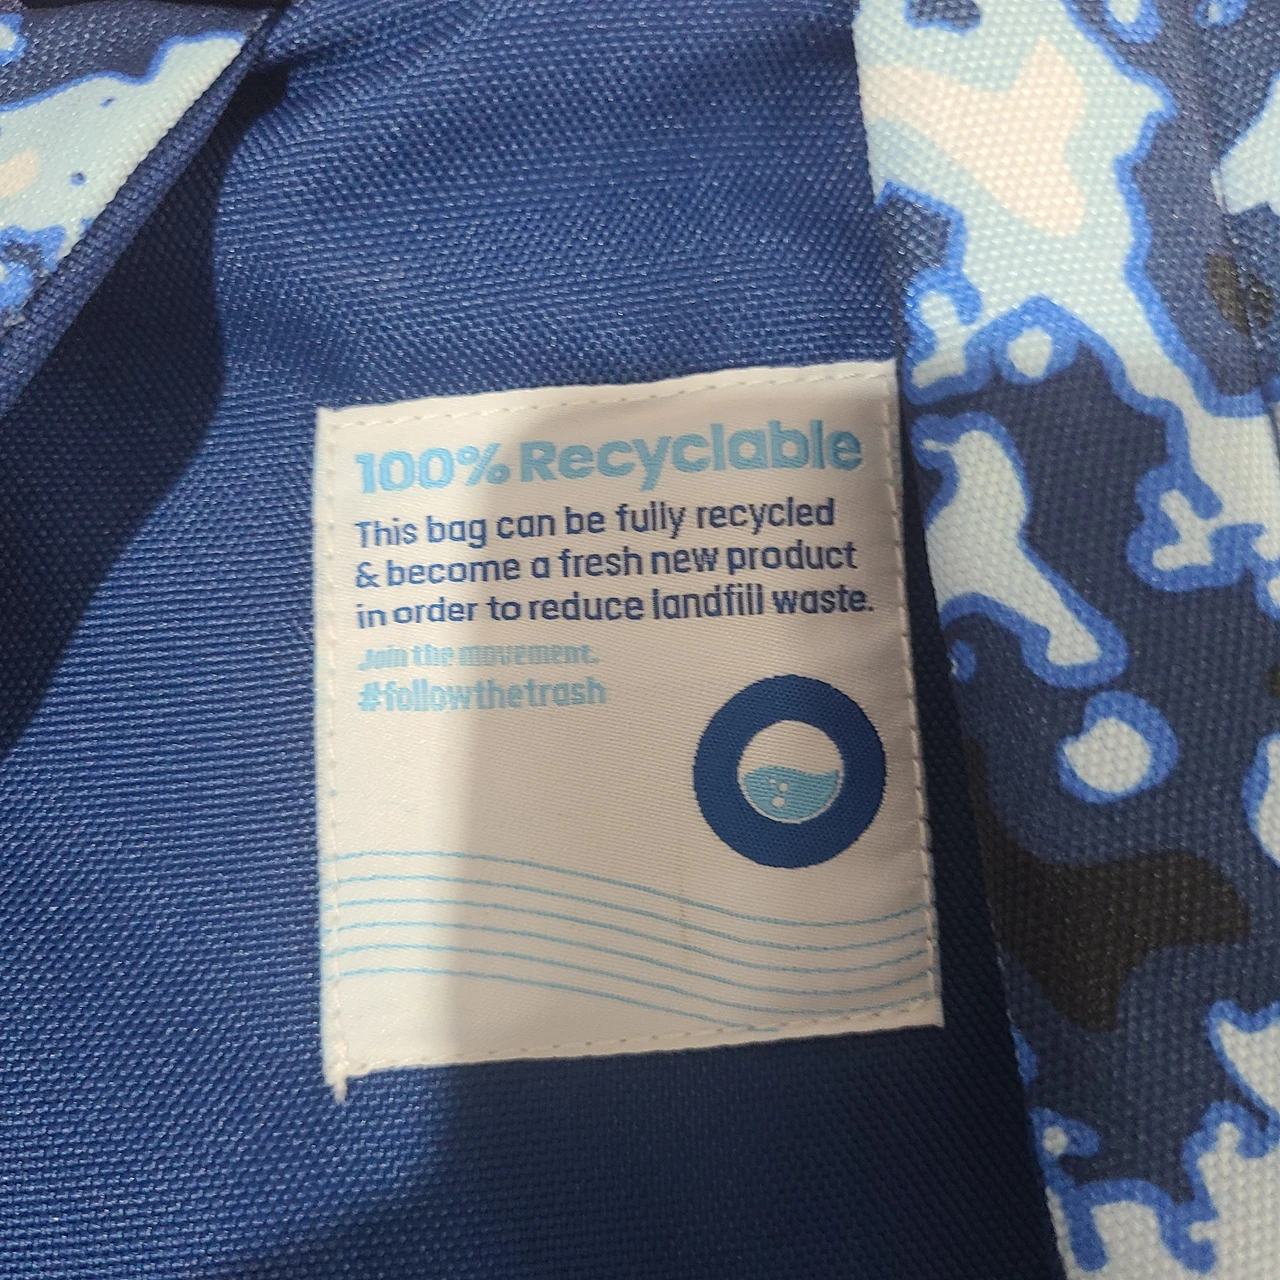 100% Recyclable
This bag can be fully recycled
& become a fresh new product
in order to reduce landfill waste.
Join the movement.
#followthetrash